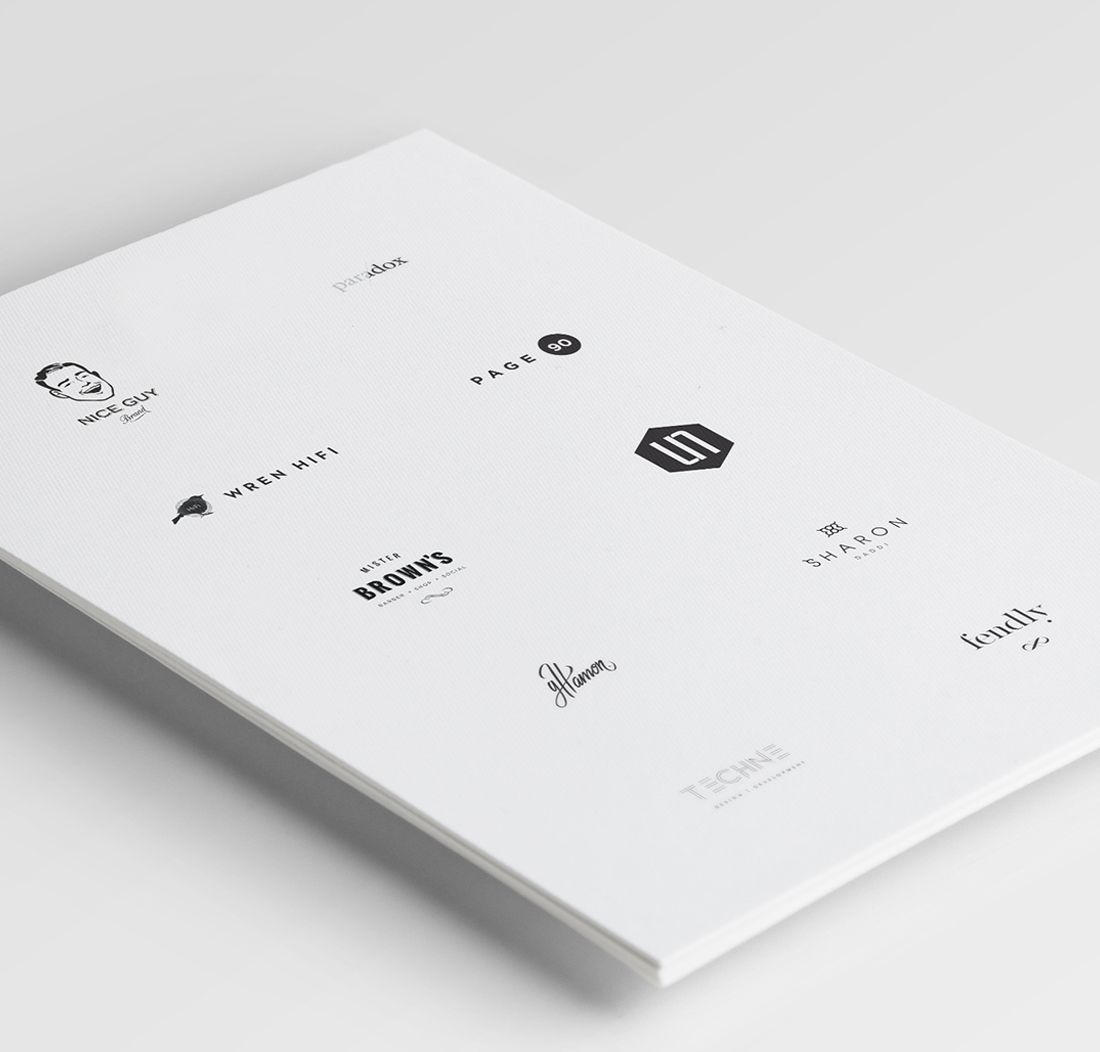 paradox
PAGE 90
NICE GUY
Brand
WREN HIFI
HiFi
MISTER
BROWN'S
BARBER + SHOP + SOCIAL
SHARON
DADDI
fendly
gHamon
TECHNE
DESIGN | DEVELOPMENT